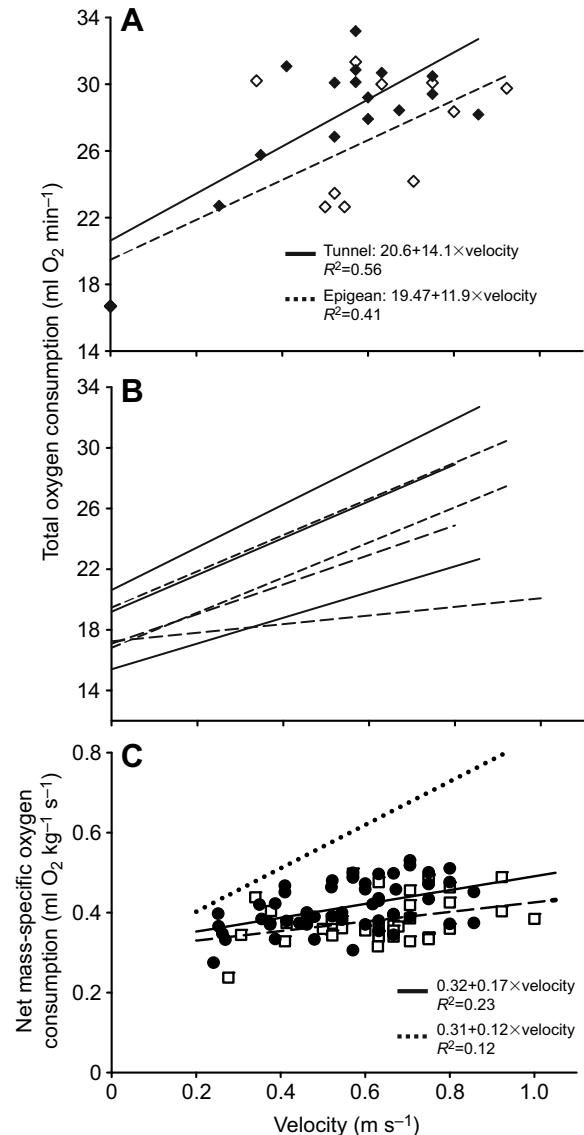 A
34
30
26
22
18
14
Total oxygen consumption (ml O₂ min⁻¹)
Tunnel: 20.6+14.1×velocity
R²=0.56
Epigean: 19.47+11.9×velocity
R²=0.41
B
34
30
26
22
18
14
C
0.8
0.6
0.4
0.2
0
Net mass-specific oxygen
consumption (ml O₂ kg⁻¹ s⁻¹)
0.32+0.17×velocity
R²=0.23
0.31+0.12×velocity
R²=0.12
0
0.2
0.4
0.6
0.8
1.0
Velocity (m s⁻¹)